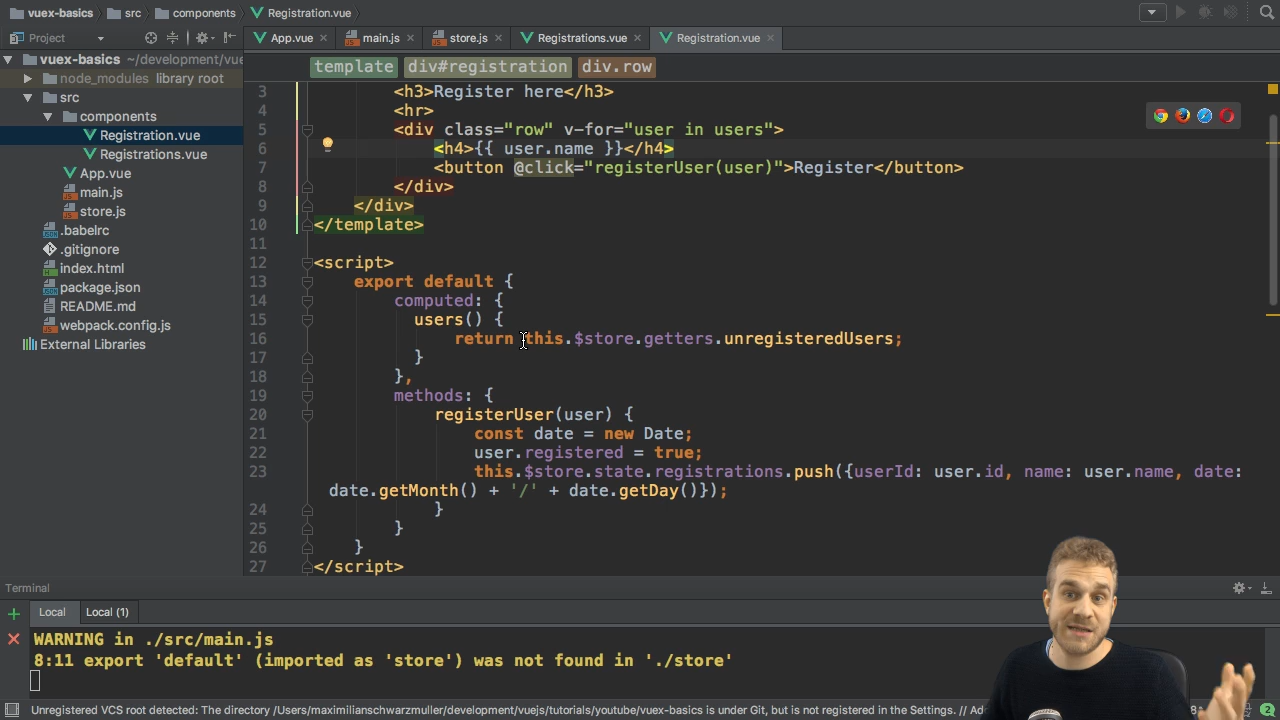 vuex-basics src components Registration.vue
Project App.vue main.js store.js Registrations.vue Registration.vue
vuex-basics ~/development/vue
node_modules library root
src
components
Registration.vue
Registrations.vue
App.vue
main.js
store.js
.babelrc
.gitignore
index.html
package.json
README.md
webpack.config.js
External Libraries
template div#registration div.row
3 <h3>Register here</h3>
4 <hr>
5 <div class="row" v-for="user in users">
6 <h4>{{ user.name }}</h4>
7 <button @click="registerUser(user)">Register</button>
8 </div>
9 </div>
10 </template>
11
12 <script>
13 export default {
14 computed: {
15 users() {
16 return this.$store.getters.unregisteredUsers;
17 }
18 },
19 methods: {
20 registerUser(user) {
21 const date = new Date;
22 user.registered = true;
23 this.$store.state.registrations.push({userId: user.id, name: user.name, date:
date.getMonth() + '/' + date.getDay()});
24 }
25 }
26 }
27 </script>
Terminal
Local Local (1)
WARNING in ./src/main.js
8:11 export 'default' (imported as 'store') was not found in './store'
Unregistered VCS root detected: The directory /Users/maximilianschwarzmuller/development/vuejs/tutorials/youtube/vuex-basics is under Git, but is not registered in the Settings. // Ad
2